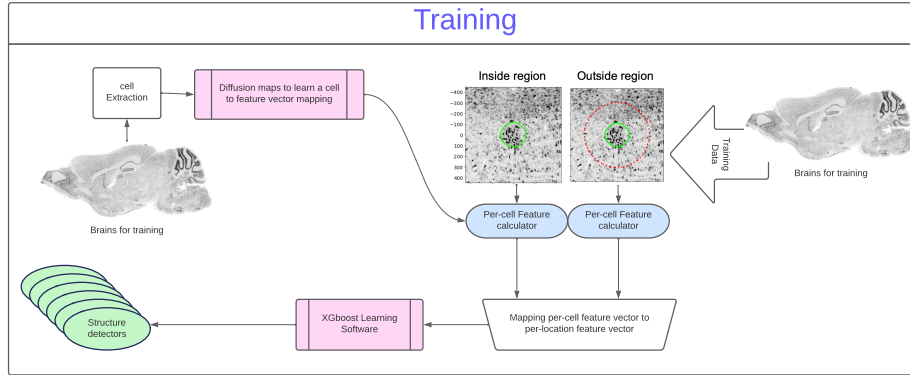 Training
cell
Extraction
Diffusion maps to learn a cell
to feature vector mapping
Brains for training
Inside region
Outside region
−400
−300
−200
−100
0
100
200
300
400
Training
Data
Brains for training
Per-cell Feature
calculator
Per-cell Feature
calculator
Mapping per-cell feature vector to
per-location feature vector
XGboost Learning
Software
Structure
detectors